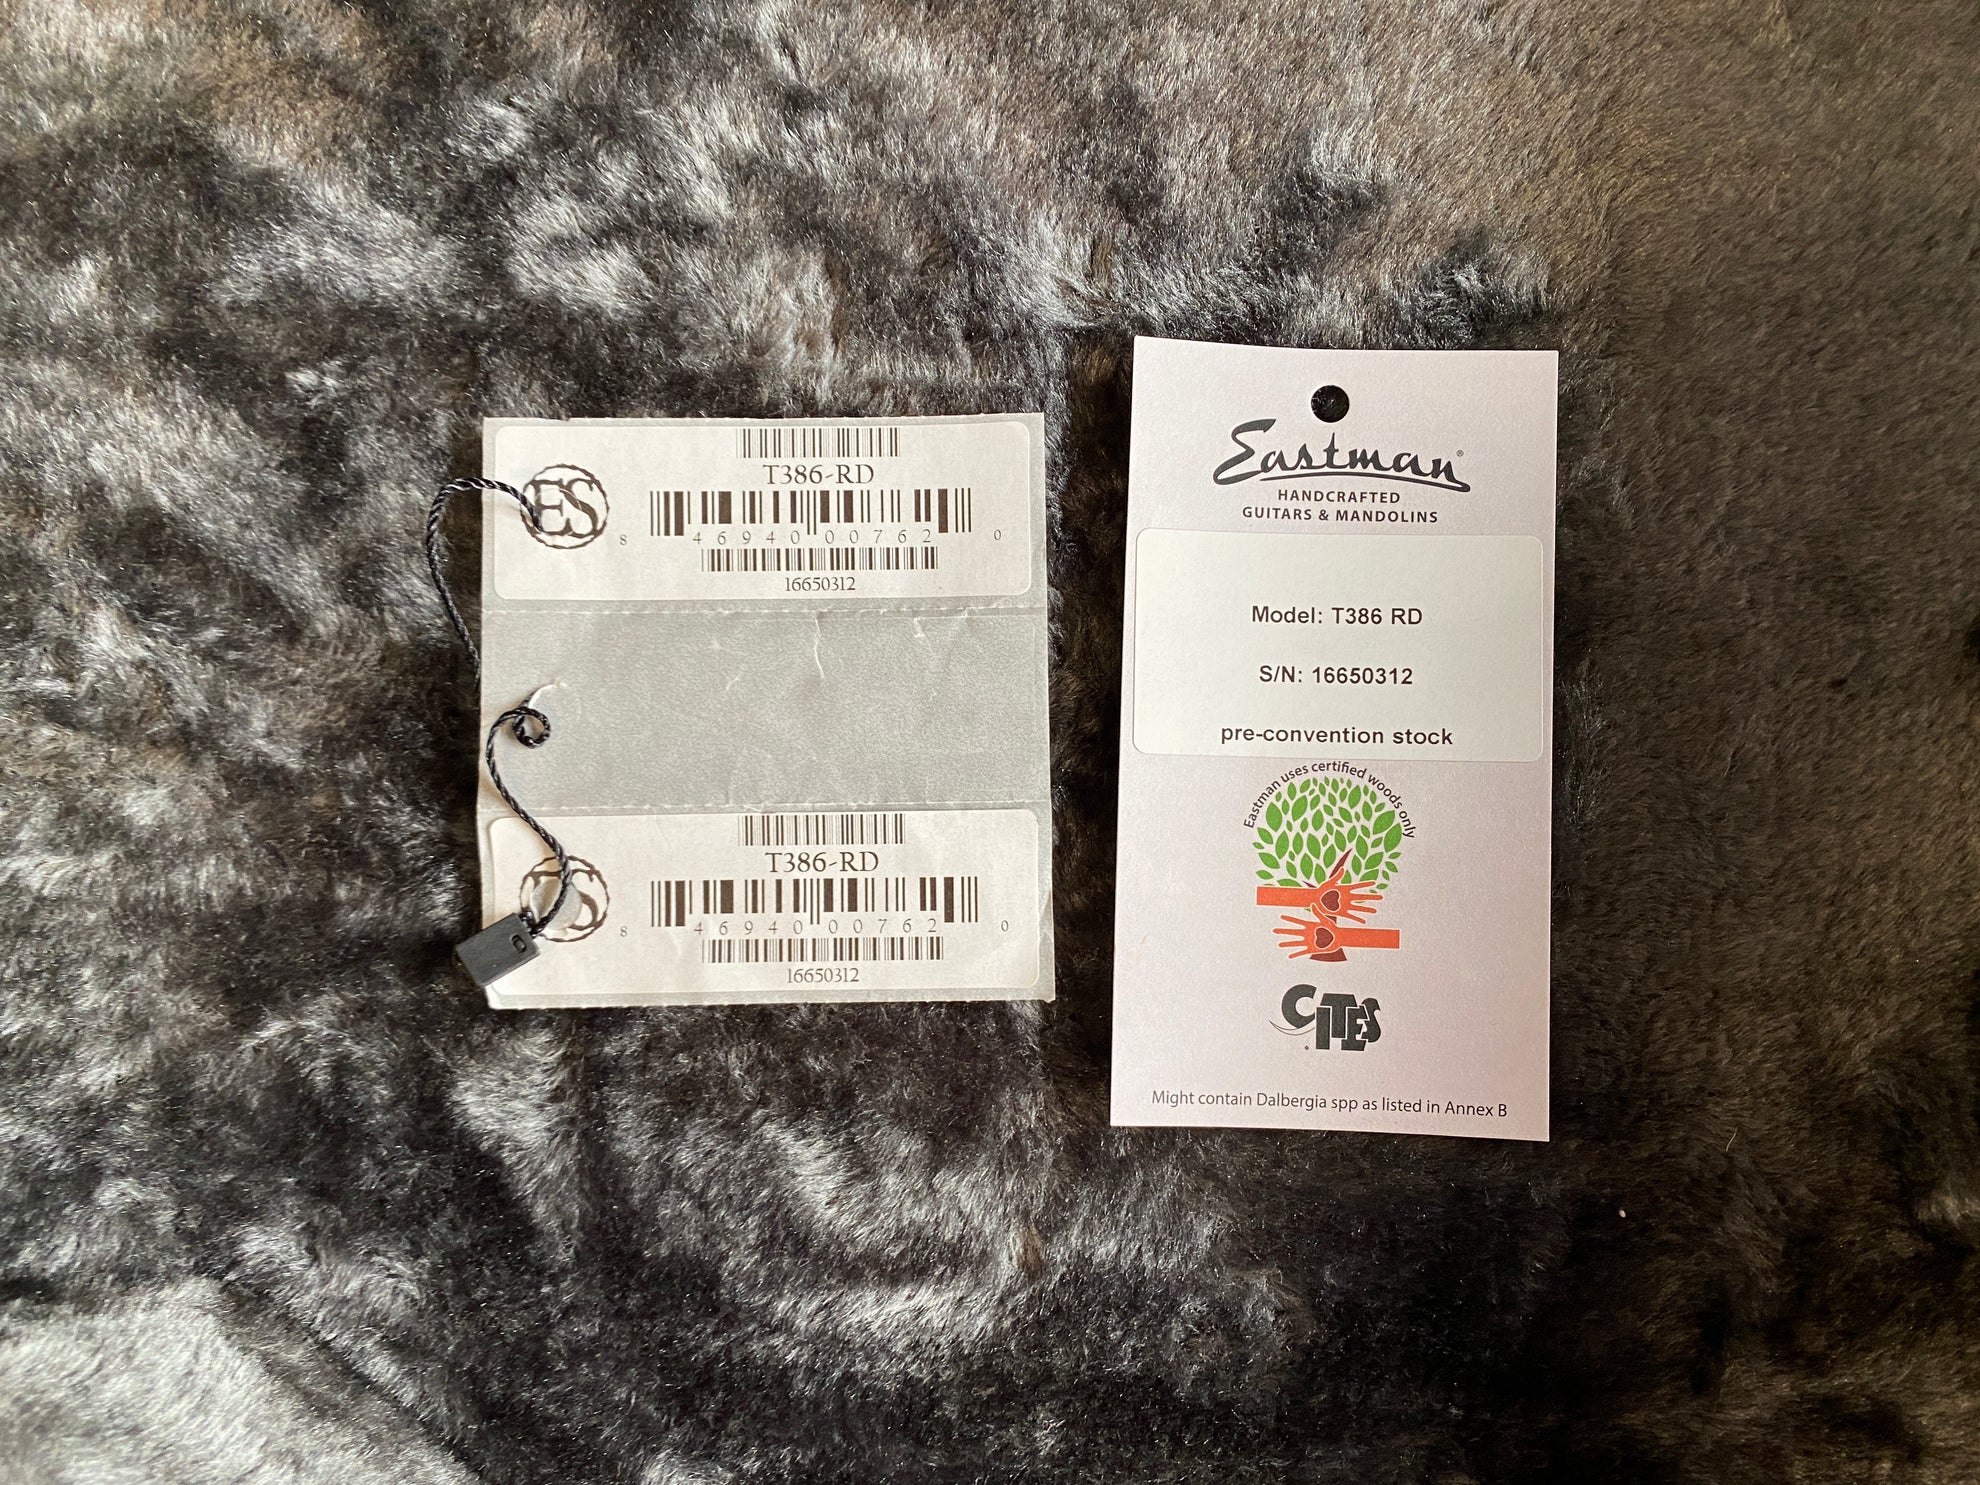 T386-RD
ES
8 46940 00762 0
16650312
T386-RD
8 46940 00762 0
16650312
Eastman®
HANDCRAFTED
GUITARS & MANDOLINS
Model: T386 RD
S/N: 16650312
pre-convention stock
Eastman uses certified woods only
CITES
Might contain Dalbergia spp as listed in Annex B